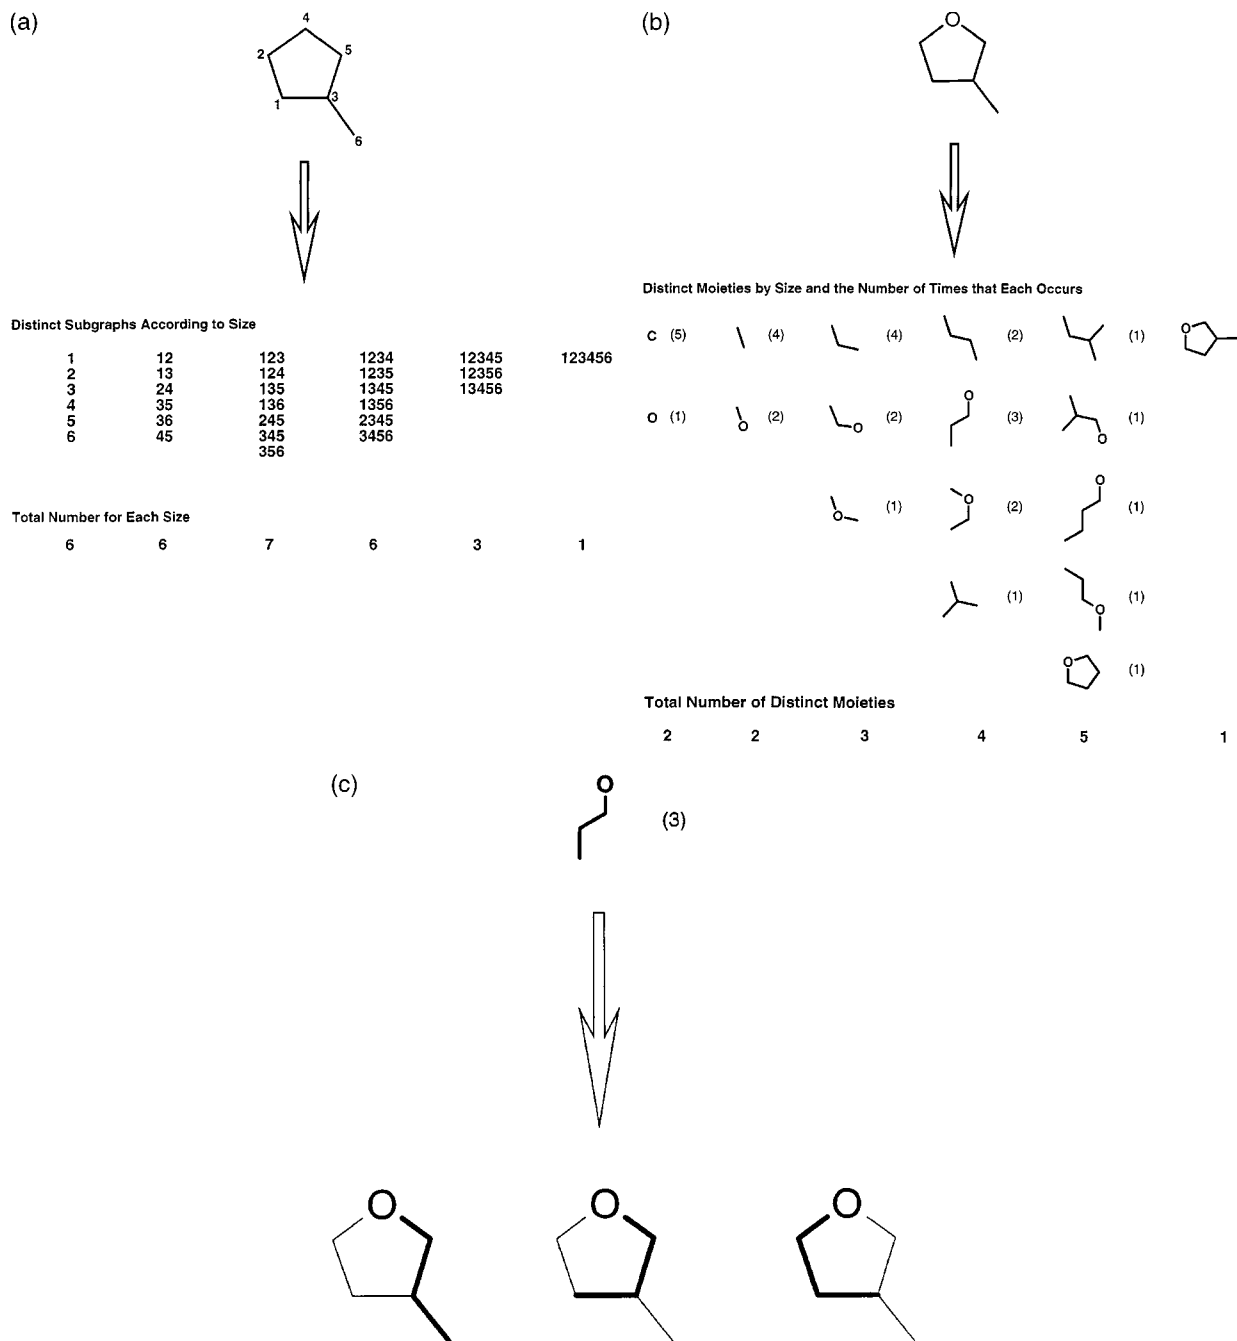 (a)
4
2
5
1
3
6
Distinct Subgraphs According to Size
1 12 123 1234 12345 123456
2 13 124 1235 12356
3 24 135 1345 13456
4 35 136 1356
5 36 245 2345
6 45 345 3456
356
Total Number for Each Size
6 6 7 6 3 1
(b)
O
Distinct Moieties by Size and the Number of Times that Each Occurs
C (5) (4) (4) (2) (1) O
O (1) O (2) O (2) O (3) O (1)
O (1) O (2) O (1)
(1) O (1)
O (1)
Total Number of Distinct Moieties
2 2 3 4 5 1
(c)
O
(3)
O O O